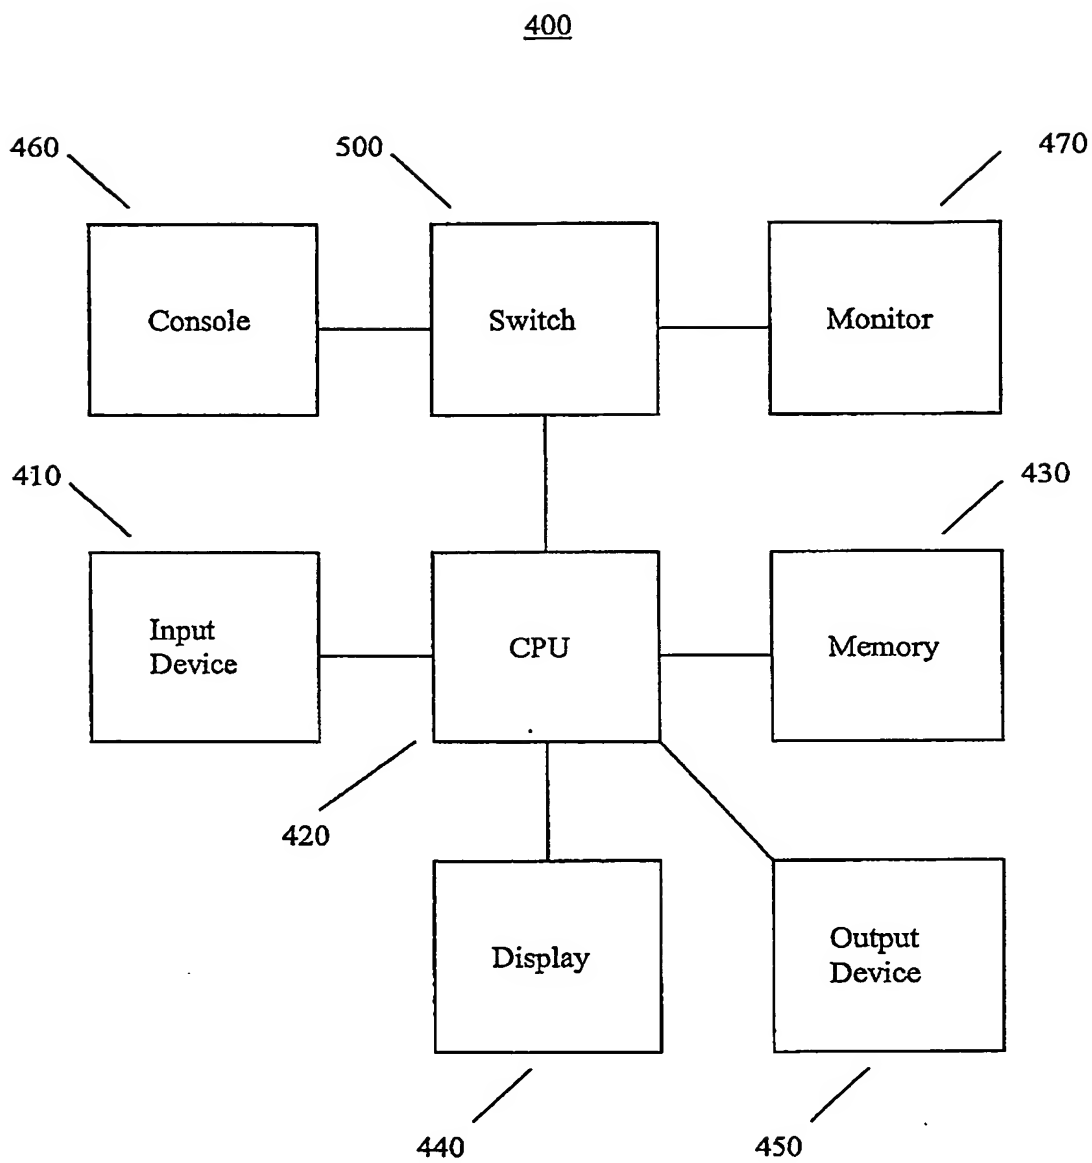 400
460
500
470
Console
Switch
Monitor
410
430
Input
Device
CPU
Memory
420
Display
Output
Device
440
450